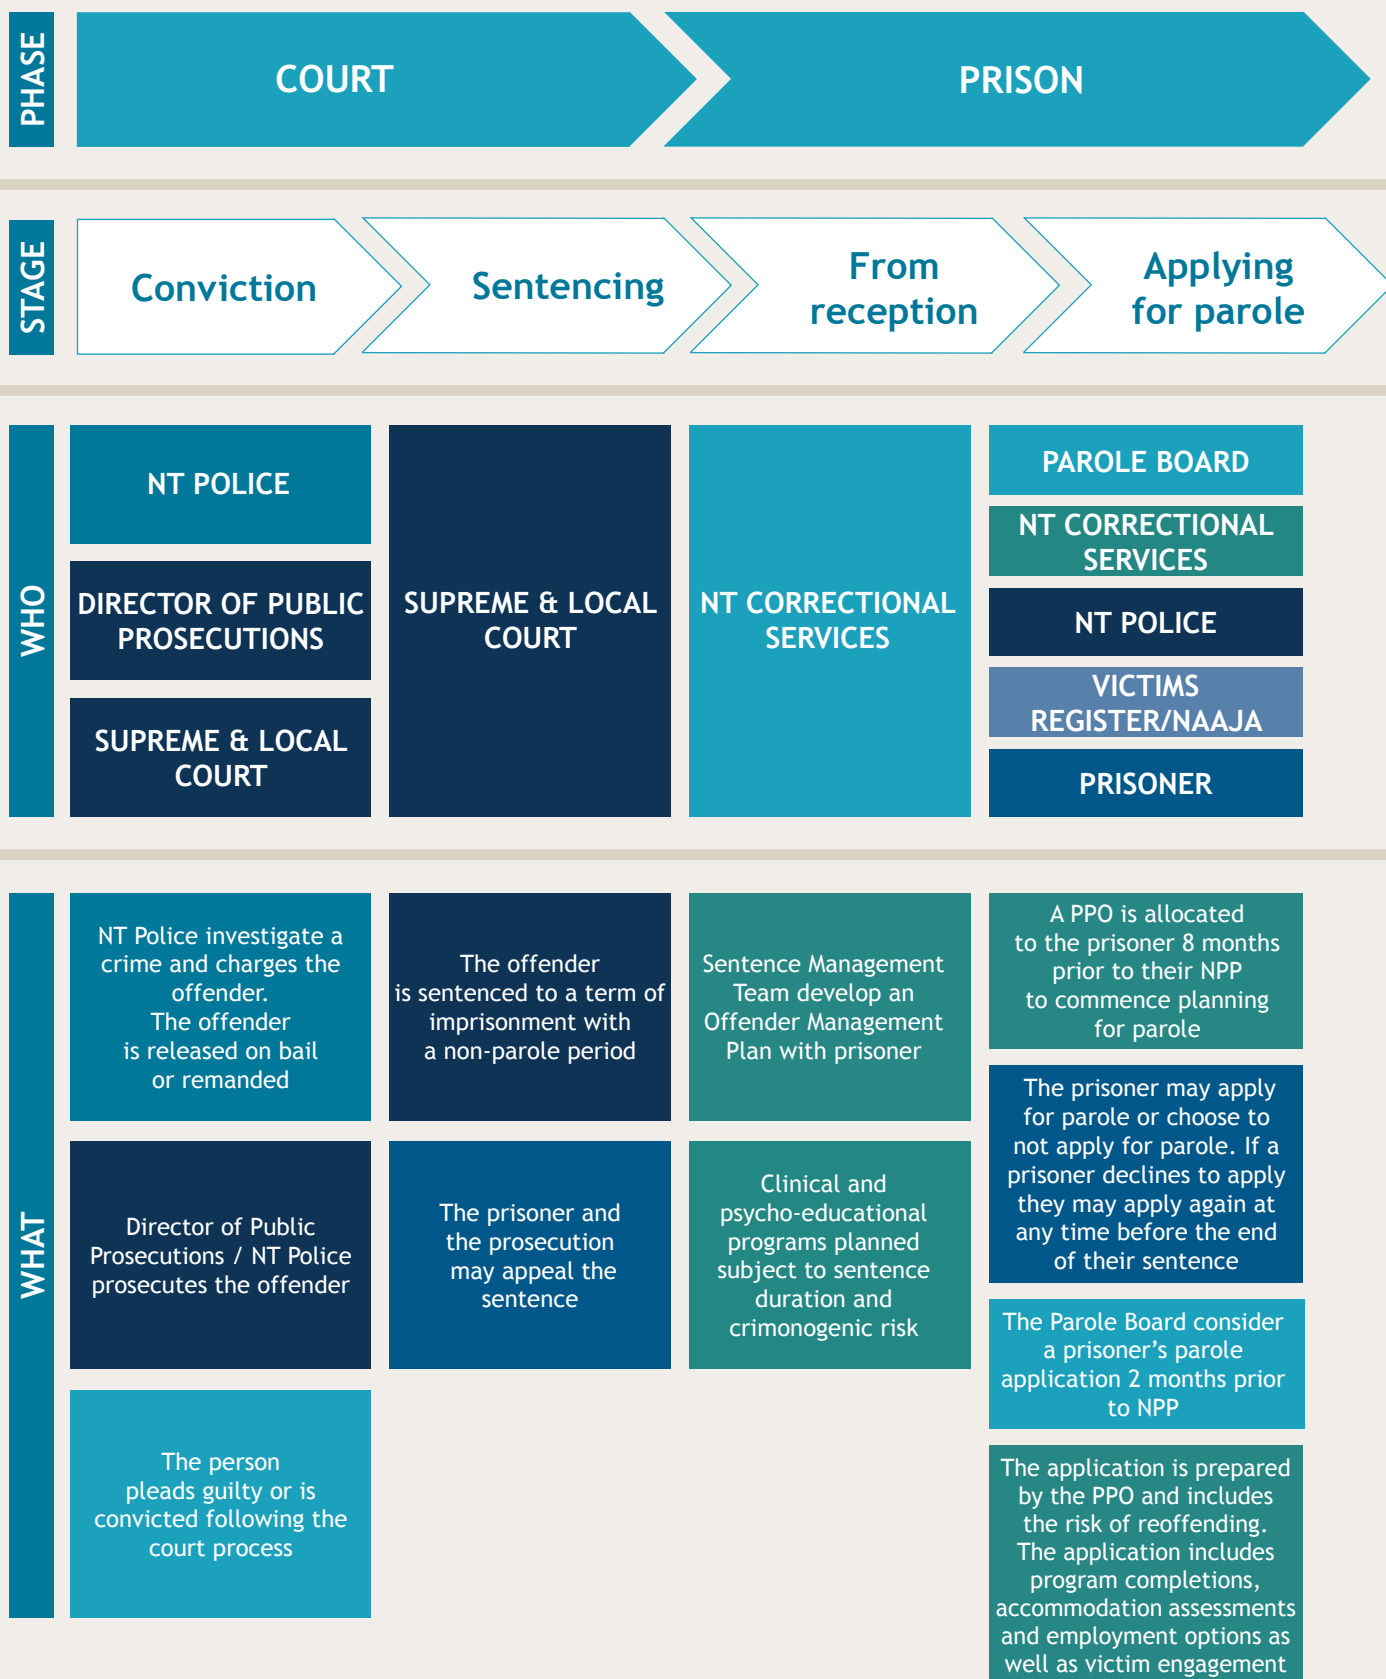 PHASE
COURT
PRISON
STAGE
Conviction
Sentencing
From
reception
Applying
for parole
WHO
NT POLICE
DIRECTOR OF PUBLIC
PROSECUTIONS
SUPREME & LOCAL
COURT
SUPREME & LOCAL
COURT
NT CORRECTIONAL
SERVICES
PAROLE BOARD
NT CORRECTIONAL
SERVICES
NT POLICE
VICTIMS
REGISTER/NAAJA
PRISONER
WHAT
NT Police investigate a
crime and charges the
offender.
The offender
is released on bail
or remanded
Director of Public
Prosecutions / NT Police
prosecutes the offender
The person
pleads guilty or is
convicted following the
court process
The offender
is sentenced to a term of
imprisonment with
a non-parole period
The prisoner and
the prosecution
may appeal the
sentence
Sentence Management
Team develop an
Offender Management
Plan with prisoner
Clinical and
psycho-educational
programs planned
subject to sentence
duration and
crimonogenic risk
A PPO is allocated
to the prisoner 8 months
prior to their NPP
to commence planning
for parole
The prisoner may apply
for parole or choose to
not apply for parole. If a
prisoner declines to apply
they may apply again at
any time before the end
of their sentence
The Parole Board consider
a prisoner's parole
application 2 months prior
to NPP
The application is prepared
by the PPO and includes
the risk of reoffending.
The application includes
program completions,
accommodation assessments
and employment options as
well as victim engagement